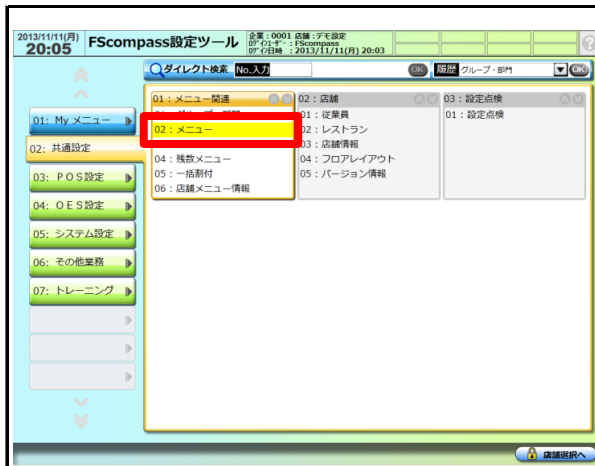 2013/11/11(月)
20:05
FScompass設定ツール
企業:0001 店舗:デモ設定
ﾛｸﾞｲﾝﾕｰｻﾞｰ:FScompass
ﾛｸﾞｲﾝ日時 :2013/11/11(月) 20:03
ダイレクト検索 No.入力 OK 履歴 グループ・部門 OK
01: My メニュー
02: 共通設定
03: POS設定
04: OES設定
05: システム設定
06: その他業務
07: トレーニング
01:メニュー関連
02:メニュー
04:残数メニュー
05:一括割付
06:店舗メニュー情報
02:店舗
01:従業員
02:レストラン
03:店舗情報
04:フロアレイアウト
05:バージョン情報
03:設定点検
01:設定点検
店舗選択へ